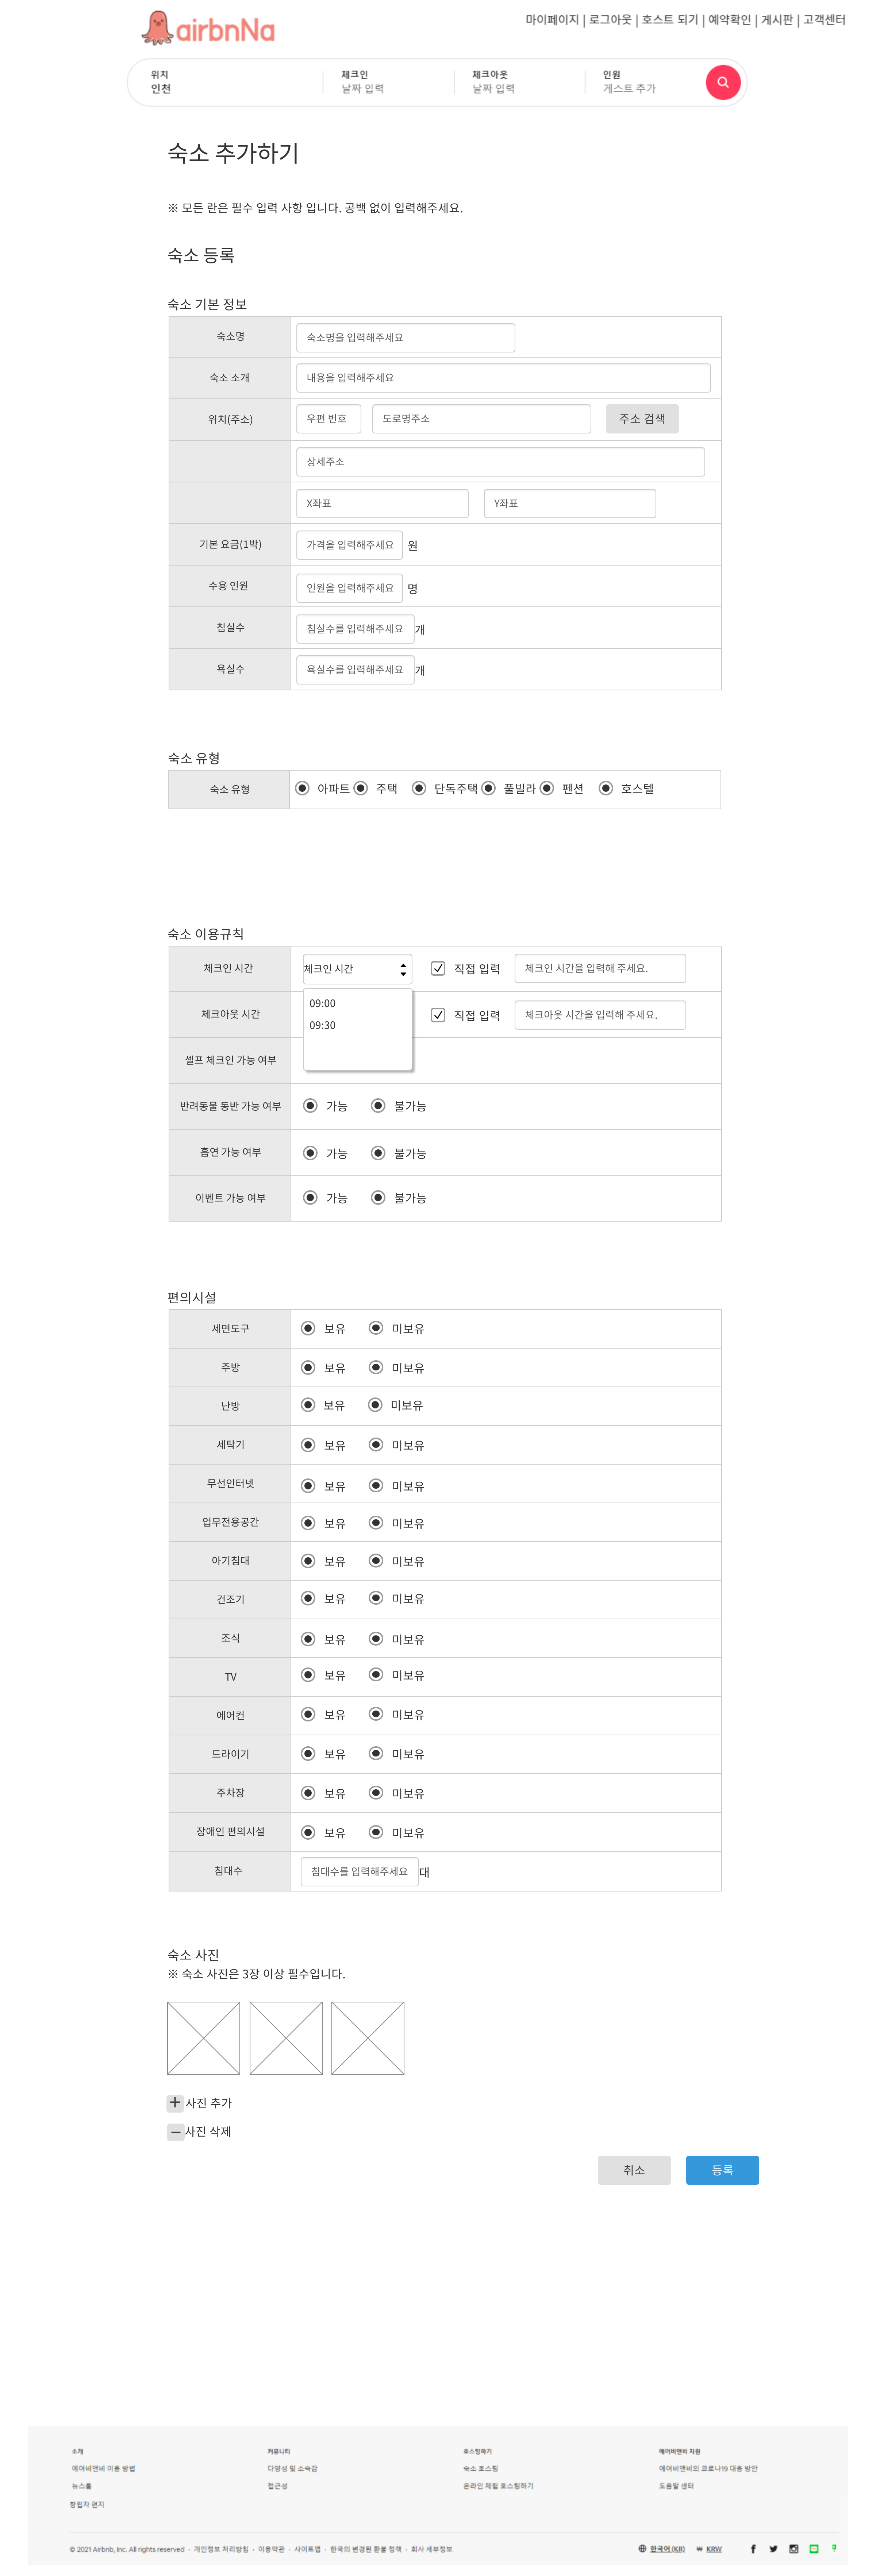 airbnNa
마이페이지 | 로그아웃 | 호스트 되기 | 예약확인 | 게시판 | 고객센터
위치 체크인 체크아웃 인원
인천 날짜 입력 날짜 입력 게스트 추가
숙소 추가하기
※ 모든 란은 필수 입력 사항 입니다. 공백 없이 입력해주세요.
숙소 등록
숙소 기본 정보
숙소명 숙소명을 입력해주세요
숙소 소개 내용을 입력해주세요
위치(주소) 우편 번호 도로명주소 주소 검색
상세주소
X좌표 Y좌표
기본 요금(1박) 가격을 입력해주세요 원
수용 인원 인원을 입력해주세요 명
침실수 침실수를 입력해주세요 개
욕실수 욕실수를 입력해주세요 개
숙소 유형
숙소 유형 아파트 주택 단독주택 풀빌라 펜션 호스텔
숙소 이용규칙
체크인 시간 체크인 시간 직접 입력 체크인 시간을 입력해 주세요.
09:00
체크아웃 시간 직접 입력 체크아웃 시간을 입력해 주세요.
09:30
셀프 체크인 가능 여부
반려동물 동반 가능 여부 가능 불가능
흡연 가능 여부 가능 불가능
이벤트 가능 여부 가능 불가능
편의시설
세면도구 보유 미보유
주방 보유 미보유
난방 보유 미보유
세탁기 보유 미보유
무선인터넷 보유 미보유
업무전용공간 보유 미보유
아기침대 보유 미보유
건조기 보유 미보유
조식 보유 미보유
TV 보유 미보유
에어컨 보유 미보유
드라이기 보유 미보유
주차장 보유 미보유
장애인 편의시설 보유 미보유
침대수 침대수를 입력해주세요 대
숙소 사진
※ 숙소 사진은 3장 이상 필수입니다.
사진 추가
사진 삭제
취소 등록
소개 커뮤니티 호스팅하기 에어비앤비 지원
에어비앤비 이용 방법 다양성 및 소속감 숙소 호스팅 에어비앤비의 코로나19 대응 방안
뉴스룸 접근성 온라인 체험 호스팅하기 도움말 센터
창립자 편지
© 2021 Airbnb, Inc. All rights reserved · 개인정보 처리방침 · 이용약관 · 사이트맵 · 한국의 변경된 환불 정책 · 회사 세부정보 한국어 (KR) ₩ KRW